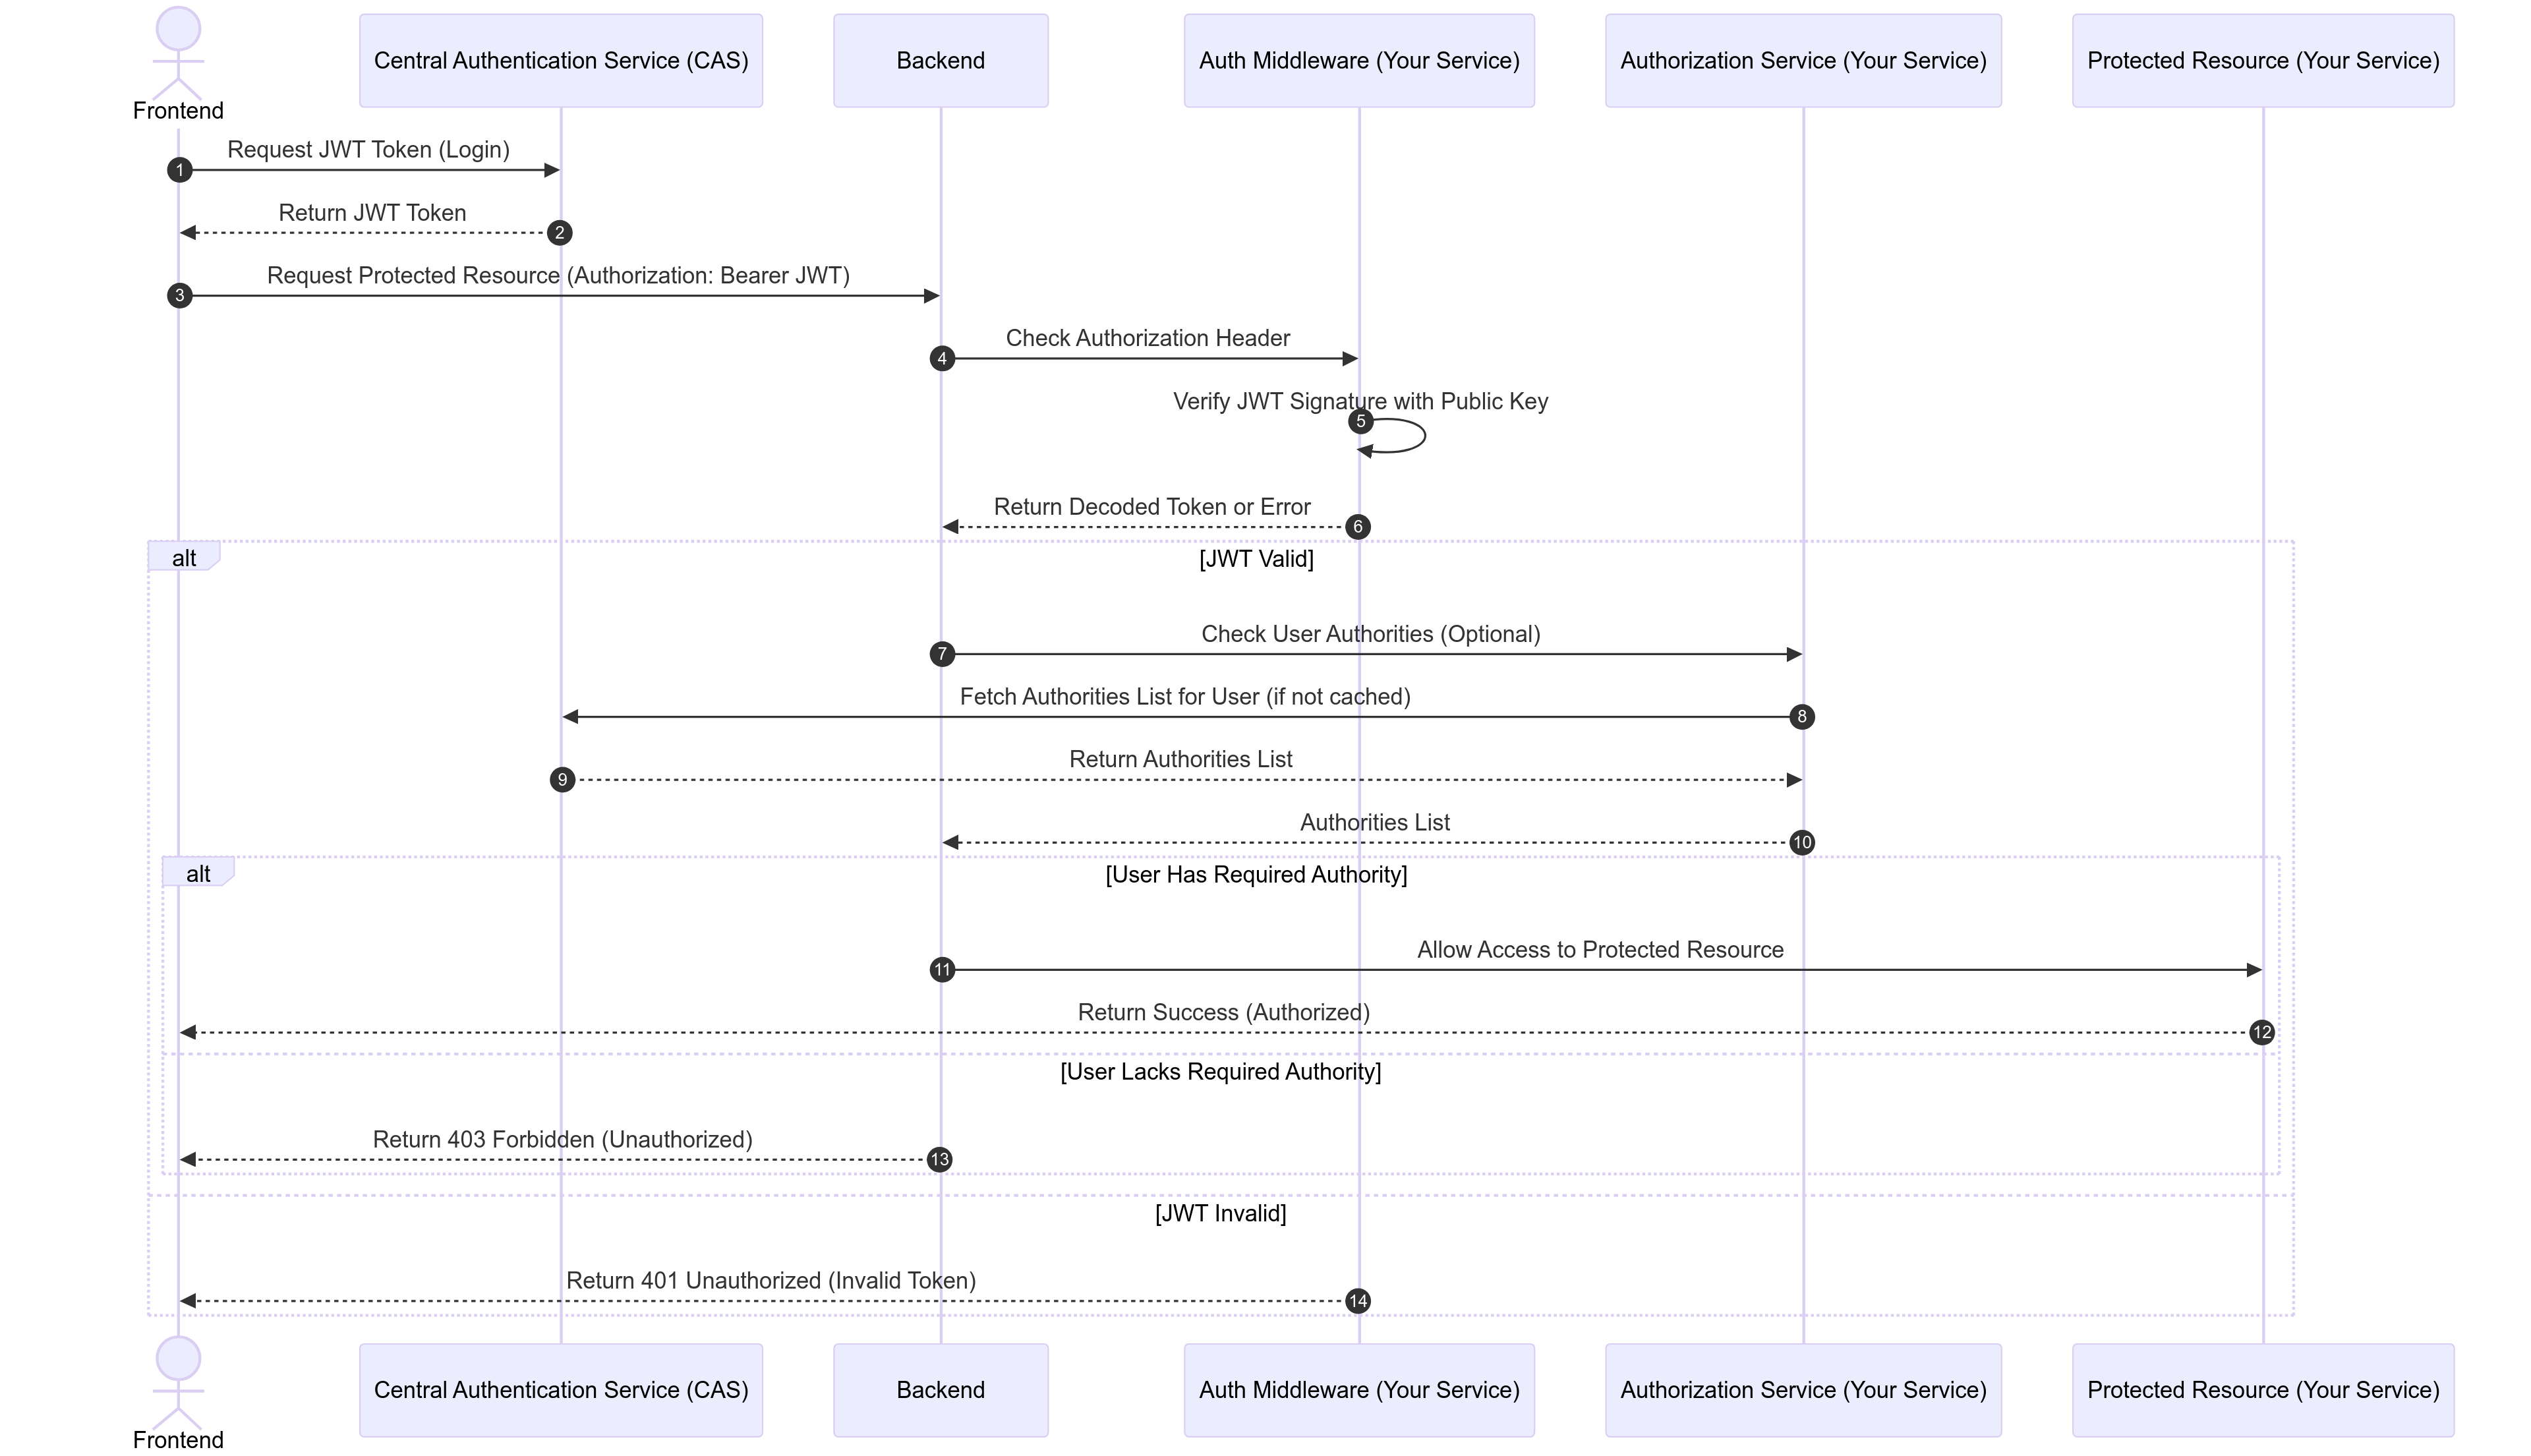 Frontend
Central Authentication Service (CAS)
Backend
Auth Middleware (Your Service)
Authorization Service (Your Service)
Protected Resource (Your Service)
Request JWT Token (Login)
1
Return JWT Token
2
Request Protected Resource (Authorization: Bearer JWT)
3
Check Authorization Header
4
Verify JWT Signature with Public Key
5
Return Decoded Token or Error
6
alt
[JWT Valid]
Check User Authorities (Optional)
7
Fetch Authorities List for User (if not cached)
8
Return Authorities List
9
Authorities List
10
alt
[User Has Required Authority]
Allow Access to Protected Resource
11
Return Success (Authorized)
12
[User Lacks Required Authority]
Return 403 Forbidden (Unauthorized)
13
[JWT Invalid]
Return 401 Unauthorized (Invalid Token)
14
Frontend
Central Authentication Service (CAS)
Backend
Auth Middleware (Your Service)
Authorization Service (Your Service)
Protected Resource (Your Service)